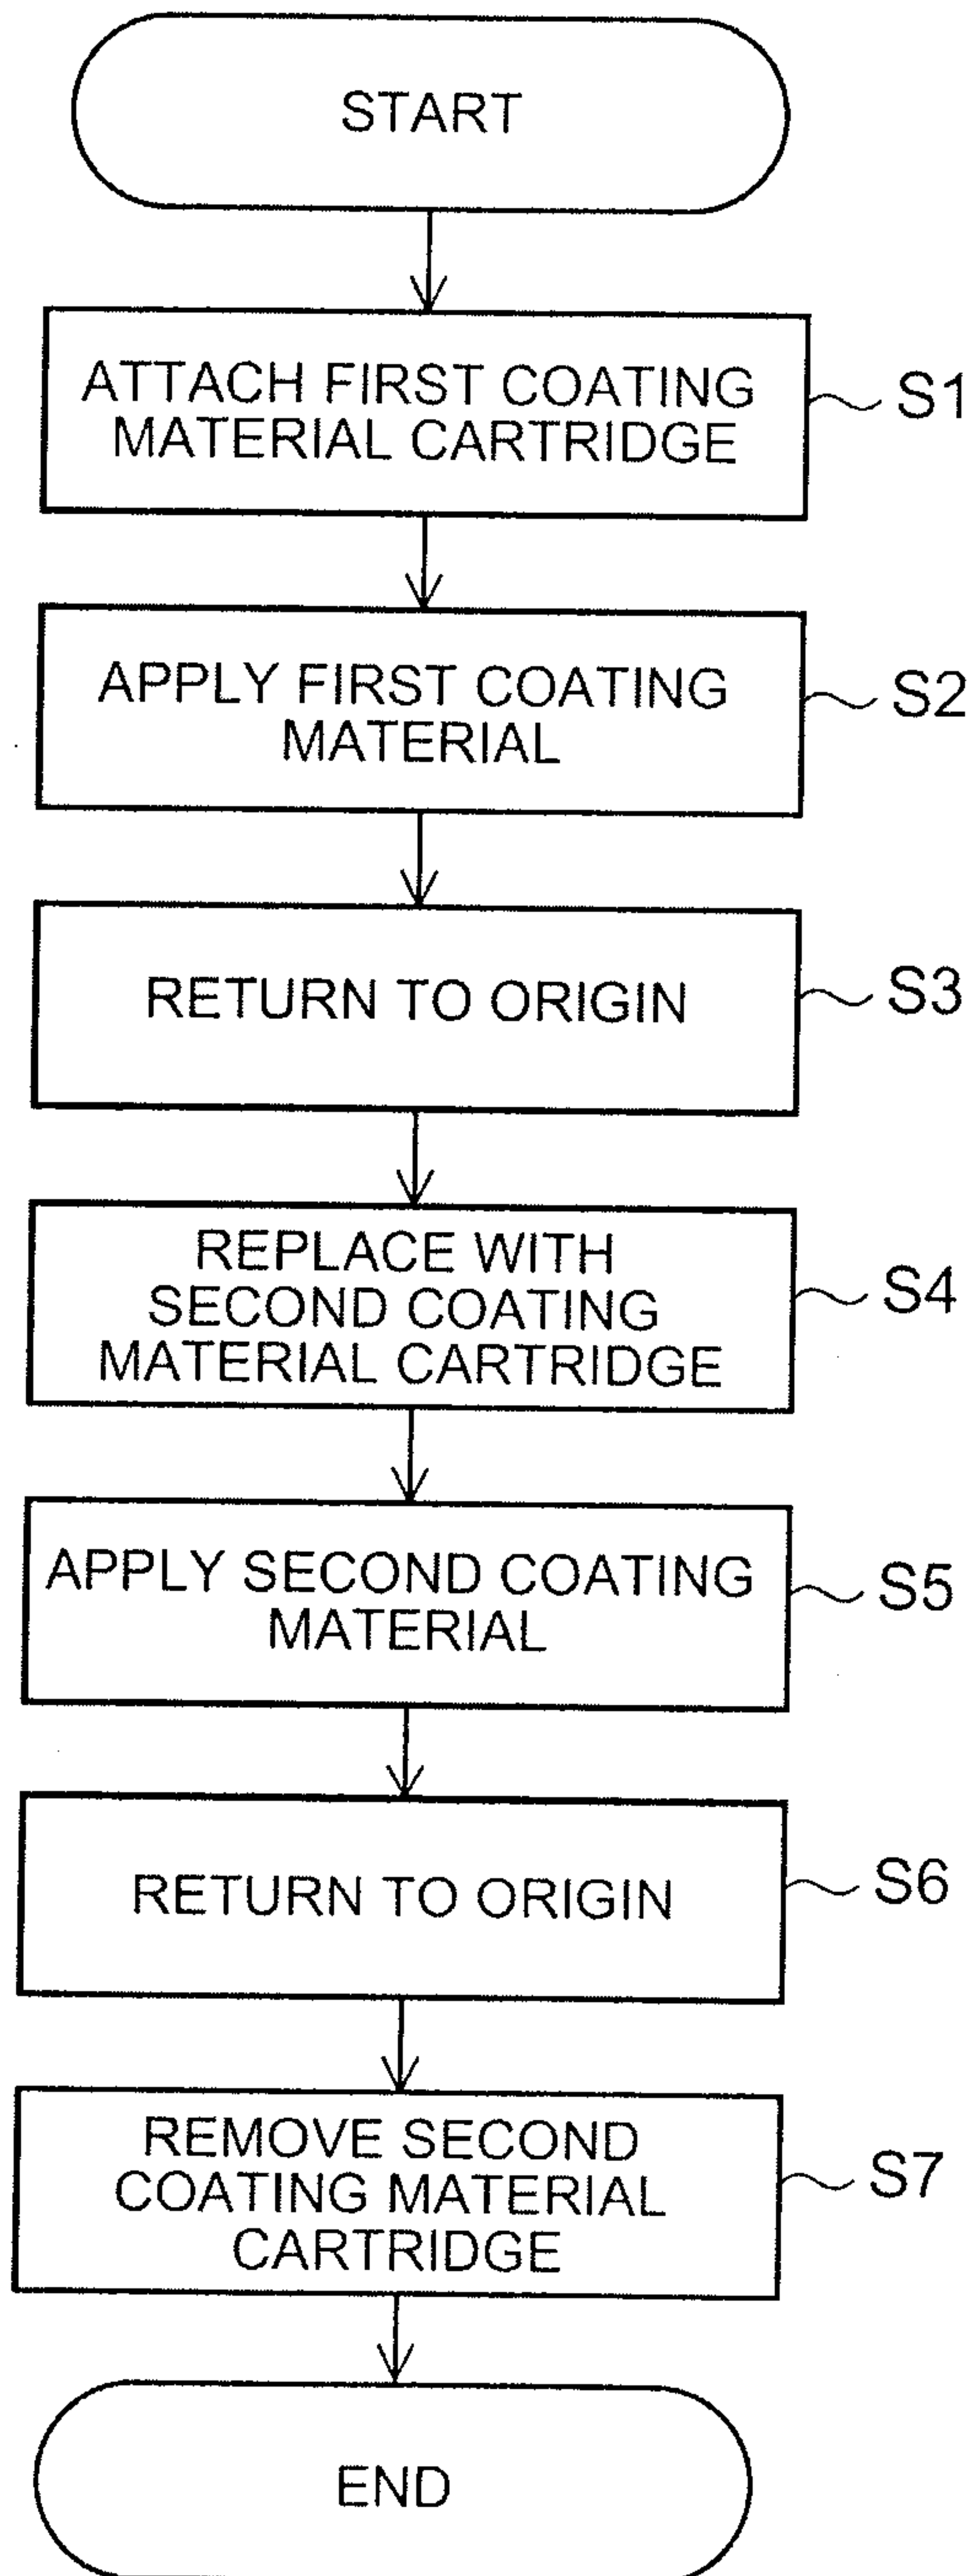 START
ATTACH FIRST COATING
MATERIAL CARTRIDGE
S1
APPLY FIRST COATING
MATERIAL
S2
RETURN TO ORIGIN
S3
REPLACE WITH
SECOND COATING
MATERIAL CARTRIDGE
S4
APPLY SECOND COATING
MATERIAL
S5
RETURN TO ORIGIN
S6
REMOVE SECOND
COATING MATERIAL
CARTRIDGE
S7
END